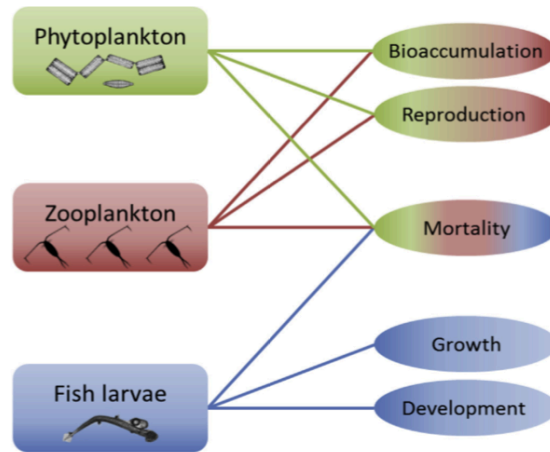 Phytoplankton
Bioaccumulation
Reproduction
Zooplankton
Mortality
Growth
Fish larvae
Development